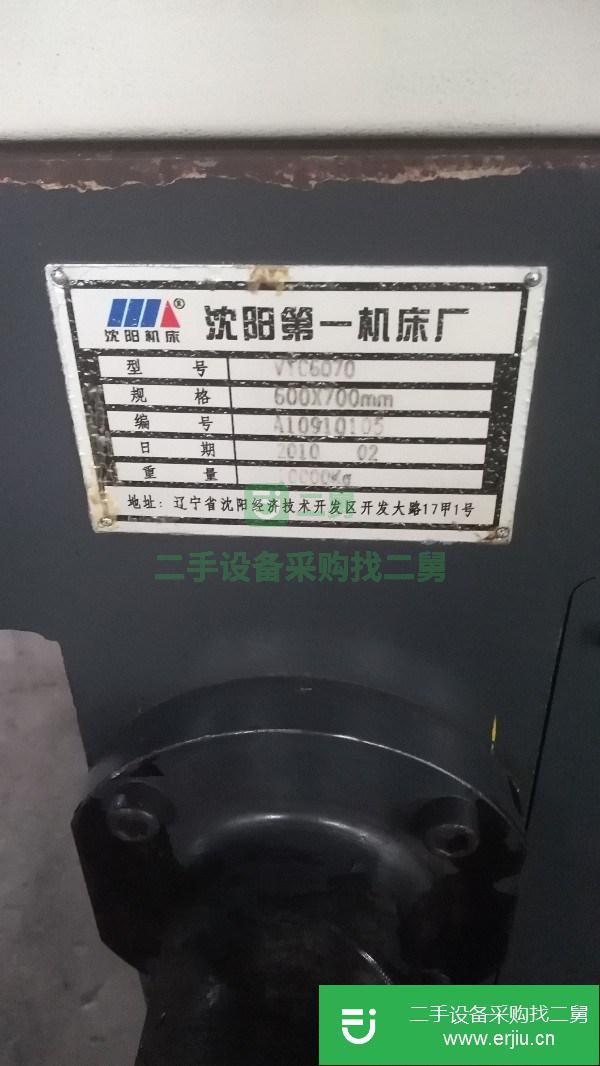 沈阳机床®
沈阳第一机床厂
型 号 VTC6070
规 格 600X700mm
编 号 A10910105
日 期 2010 02
重 量
地址：辽宁省沈阳经济技术开发区开发大路17甲1号
二舅
二手设备采购找二舅
二手设备采购找二舅
www.erjiu.cn